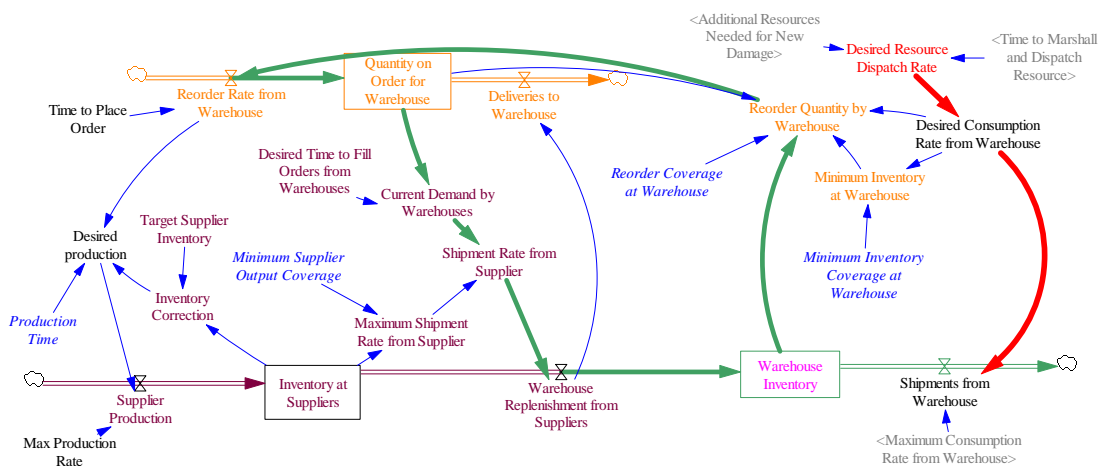 <Additional Resources
Needed for New
Damage>
Desired Resource
Dispatch Rate
<Time to Marshall
and Dispatch
Resource>
Quantity on
Order for
Warehouse
Reorder Rate from
Warehouse
Deliveries to
Warehouse
Time to Place
Order
Reorder Quantity by
Warehouse
Desired Consumption
Rate from Warehouse
Desired Time to Fill
Orders from
Warehouses
Current Demand by
Warehouses
Reorder Coverage
at Warehouse
Minimum Inventory
at Warehouse
Target Supplier
Inventory
Desired
production
Minimum Supplier
Output Coverage
Shipment Rate from
Supplier
Minimum Inventory
Coverage at
Warehouse
Production
Time
Inventory
Correction
Maximum Shipment
Rate from Supplier
Inventory at
Suppliers
Warehouse
Inventory
Supplier
Production
Warehouse
Replenishment from
Suppliers
Shipments from
Warehouse
Max Production
Rate
<Maximum Consumption
Rate from Warehouse>